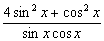 4 sin² x + cos² x
sin x cos x